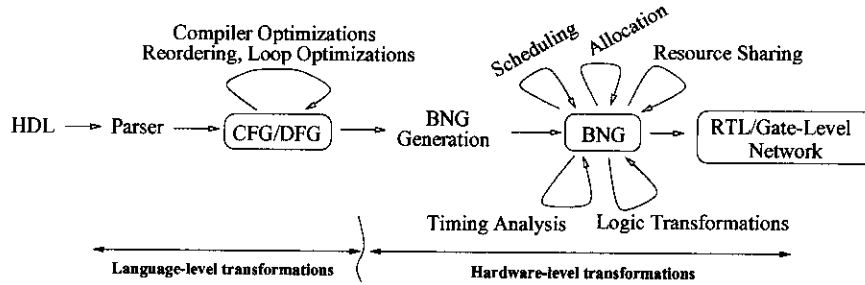 Compiler Optimizations
Reordering, Loop Optimizations
Scheduling
Allocation
Resource Sharing
HDL
Parser
CFG/DFG
BNG
Generation
BNG
RTL/Gate-Level
Network
Timing Analysis
Logic Transformations
Language-level transformations
Hardware-level transformations